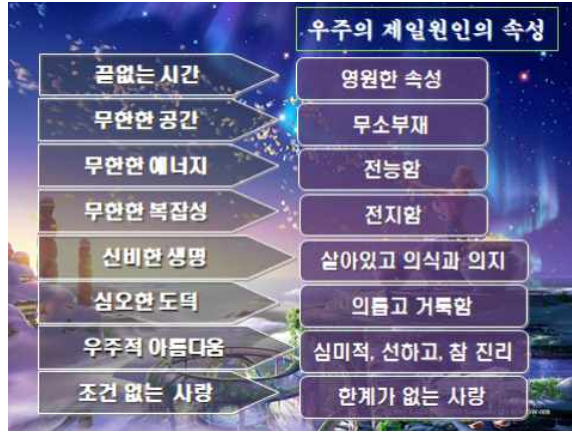 우주의 제일원인의 속성
끝없는 시간
영원한 속성
무한한 공간
무소부재
무한한 에너지
전능함
무한한 복잡성
전지함
신비한 생명
살아있고 의식과 의지
심오한 도덕
의롭고 거룩함
우주적 아름다움
심미적, 선하고, 참 진리
조건 없는 사랑
한계가 없는 사랑